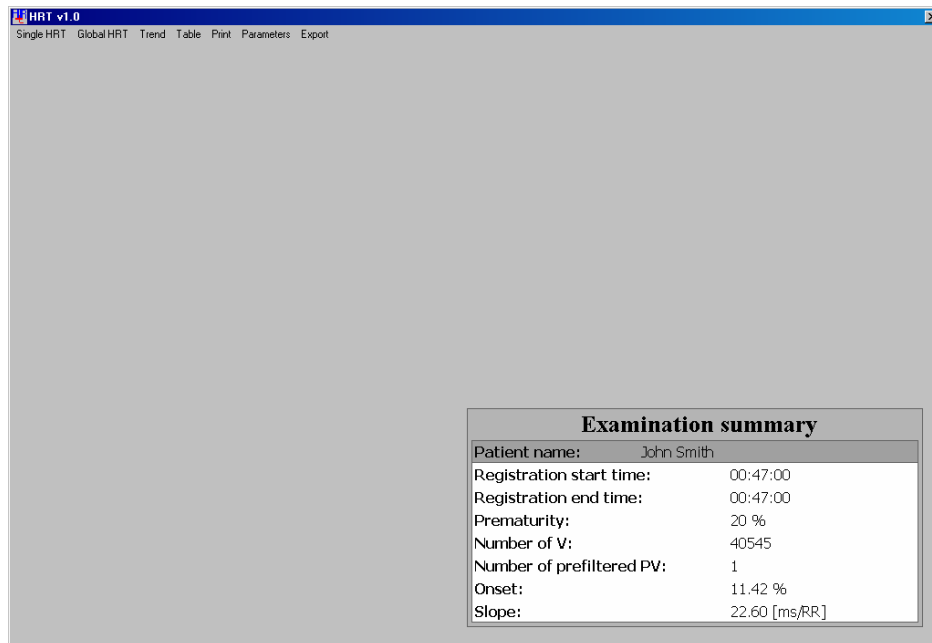 HRT v1.0
Single HRT Global HRT Trend Table Print Parameters Export
Examination summary
Patient name: John Smith
Registration start time: 00:47:00
Registration end time: 00:47:00
Prematurity: 20 %
Number of V: 40545
Number of prefiltered PV: 1
Onset: 11.42 %
Slope: 22.60 [ms/RR]